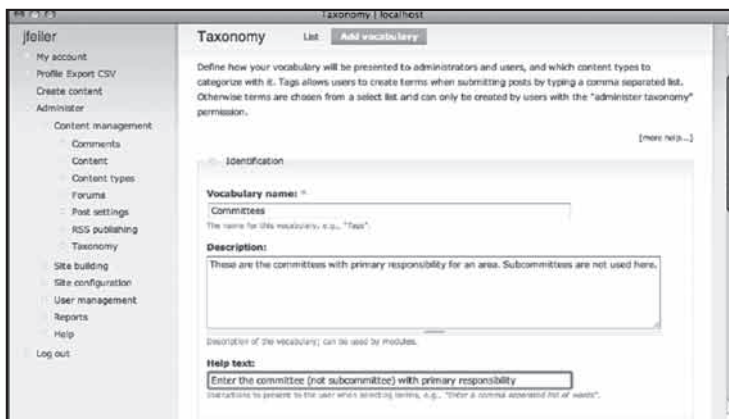 Taxonomy | localhost
jfeiler
My account
Profile Export CSV
Create content
Administer
Content management
Comments
Content
Content types
Forums
Post settings
RSS publishing
Taxonomy
Site building
Site configuration
User management
Reports
Help
Log out
Taxonomy List Add vocabulary
Define how your vocabulary will be presented to administrators and users, and which content types to
categorize with it. Tags allows users to create terms when submitting posts by typing a comma separated list.
Otherwise terms are chosen from a select list and can only be created by users with the "administer taxonomy"
permission.
[more help...]
Identification
Vocabulary name: *
Committees
The name for this vocabulary, e.g., "Tags".
Description:
These are the committees with primary responsibility for an area. Subcommittees are not used here.
Description of the vocabulary; can be used by modules.
Help text:
Enter the committee (not subcommittee) with primary responsibility
Instructions to present to the user when selecting terms, e.g., "Enter a comma separated list of words".